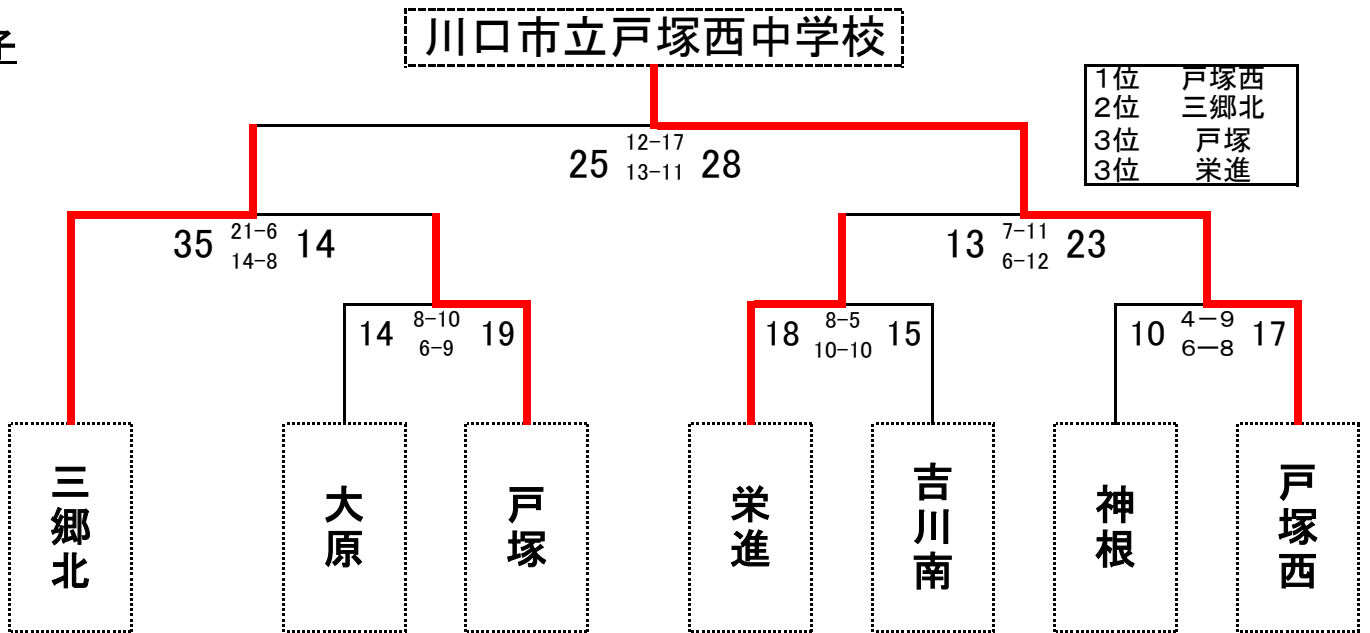 川口市立戸塚西中学校
子
1位 戸塚西
2位 三郷北
3位 戸塚
3位 栄進
12-17
25 28
13-11
21-6
35 14
14-8
7-11
13 23
6-12
8-10
14 19
6-9
8-5
18 15
10-10
4-9
10 17
6-8
三郷北
大原
戸塚
栄進
吉川南
神根
戸塚西